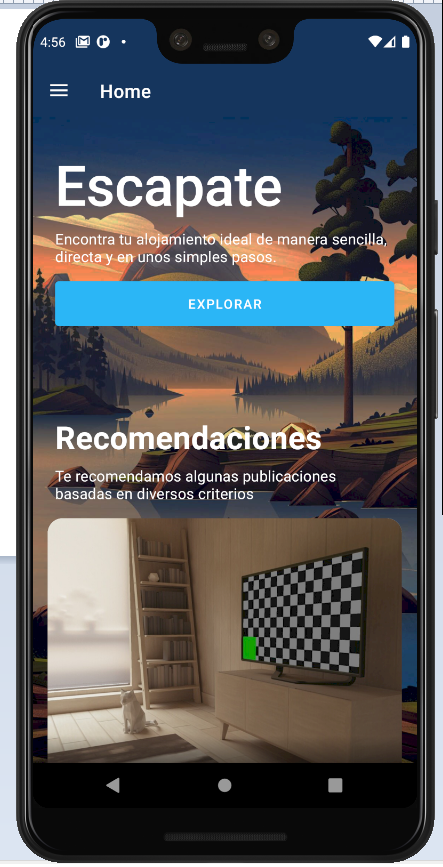 4:56
Home
Escapate
Encontra tu alojamiento ideal de manera sencilla,
directa y en unos simples pasos.
EXPLORAR
Recomendaciones
Te recomendamos algunas publicaciones
basadas en diversos criterios